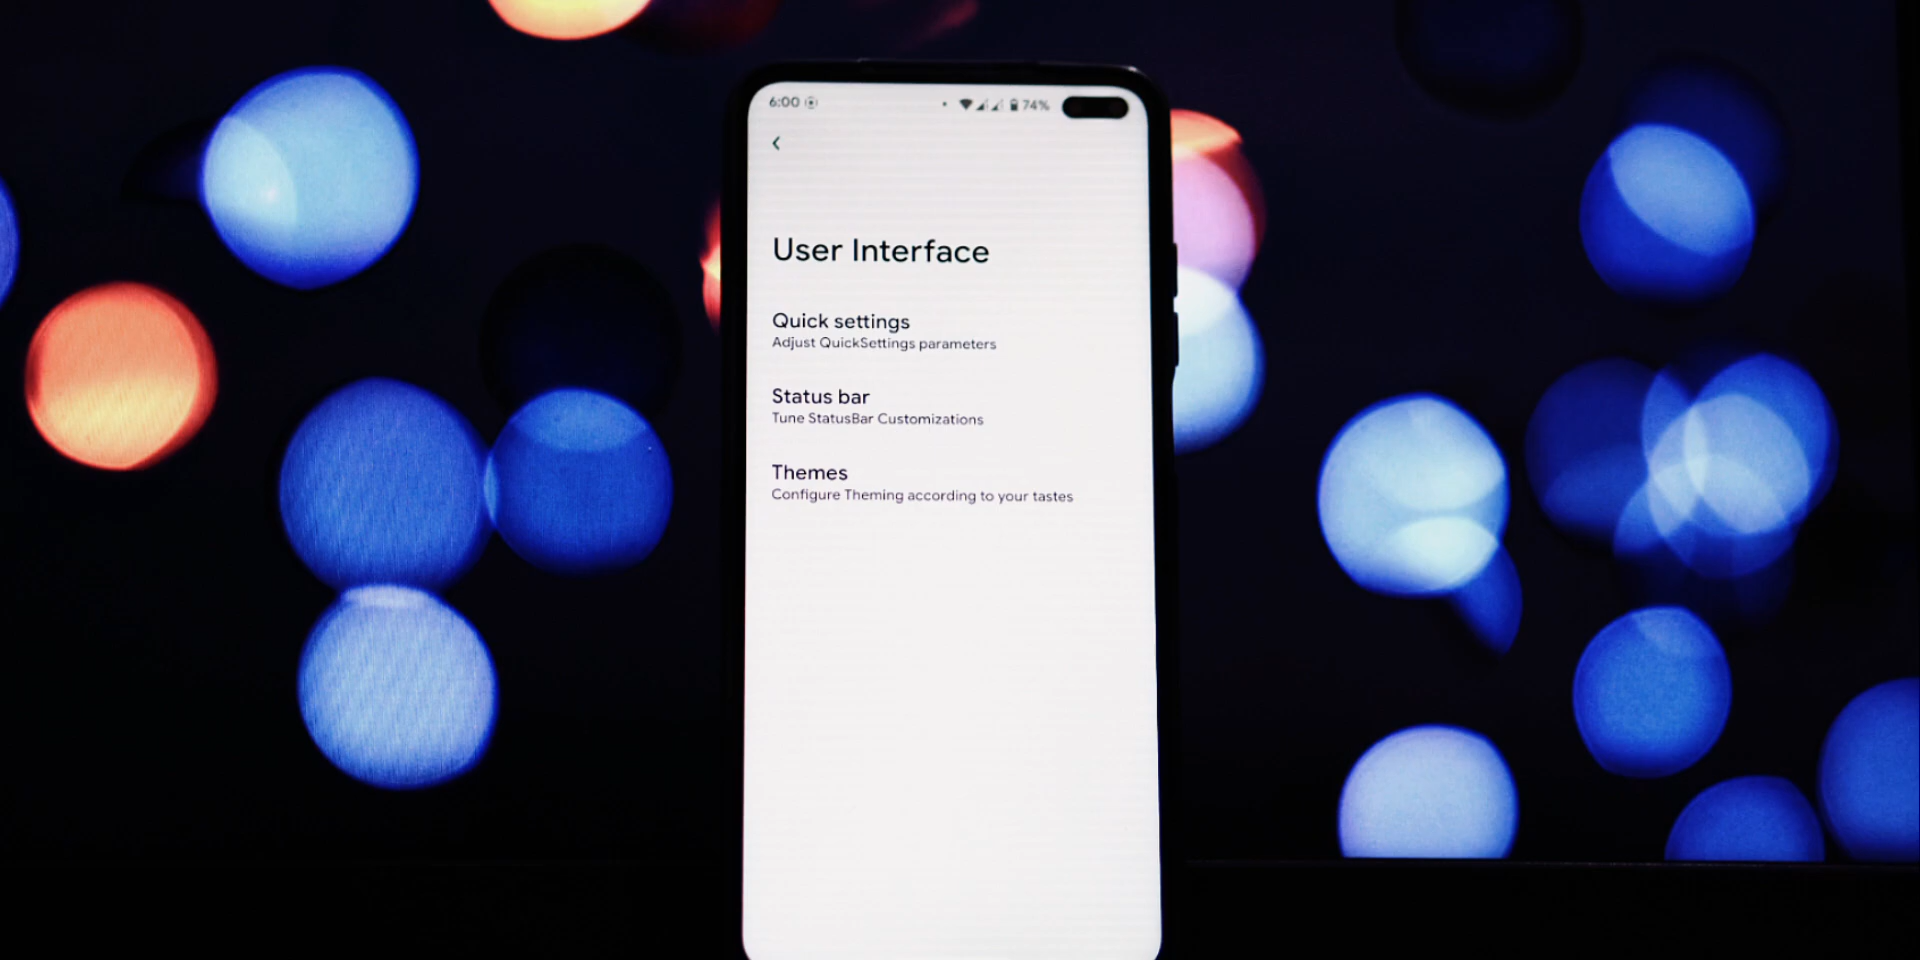 6:00 74%
User Interface
Quick settings
Adjust QuickSettings parameters
Status bar
Tune StatusBar Customizations
Themes
Configure Theming according to your tastes